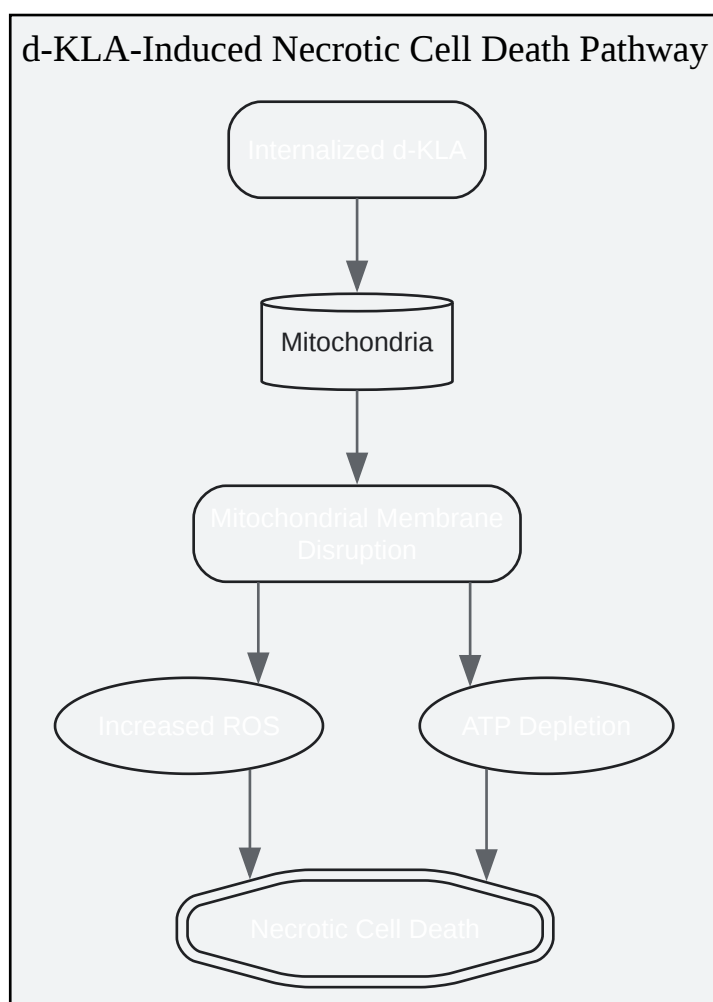 d-KLA-Induced Necrotic Cell Death Pathway
Internalized d-KLA
Mitochondria
Mitochondrial Membrane
Disruption
Increased ROS
ATP Depletion
Necrotic Cell Death